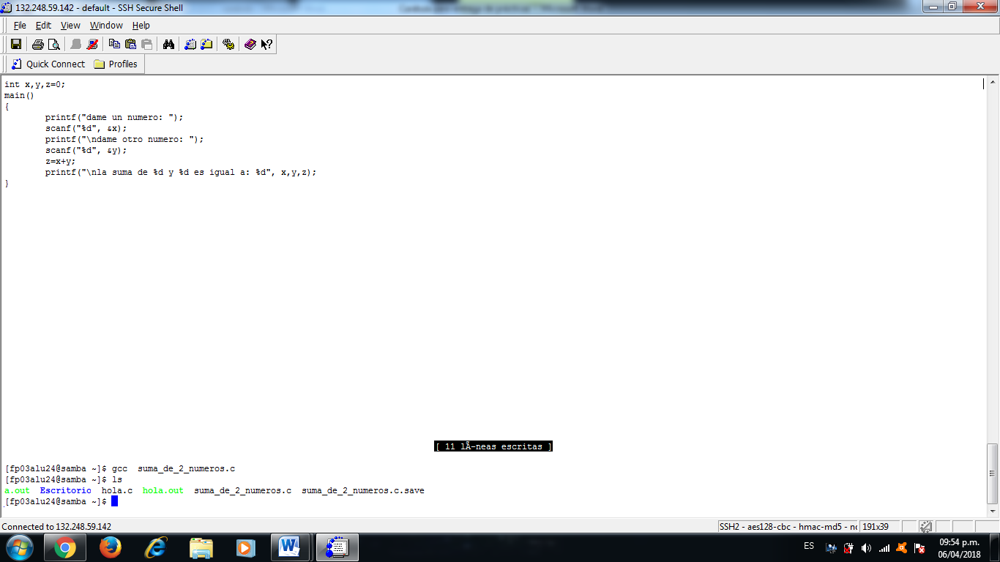 132.248.59.142 - default - SSH Secure Shell
File Edit View Window Help
Quick Connect Profiles
int x,y,z=0;
main()
{
printf("dame un numero: ");
scanf("%d", &x);
printf("\ndame otro numero: ");
scanf("%d", &y);
z=x+y;
printf("\nla suma de %d y %d es igual a: %d", x,y,z);
}
[ 11 lÃ-neas escritas ]
[fp03alu24@samba ~]$ gcc  suma_de_2_numeros.c
[fp03alu24@samba ~]$ ls
a.out  Escritorio  hola.c  hola.out  suma_de_2_numeros.c  suma_de_2_numeros.c.save
[fp03alu24@samba ~]$
Connected to 132.248.59.142
SSH2 - aes128-cbc - hmac-md5 - 191x39
ES
09:54 p.m.
06/04/2018